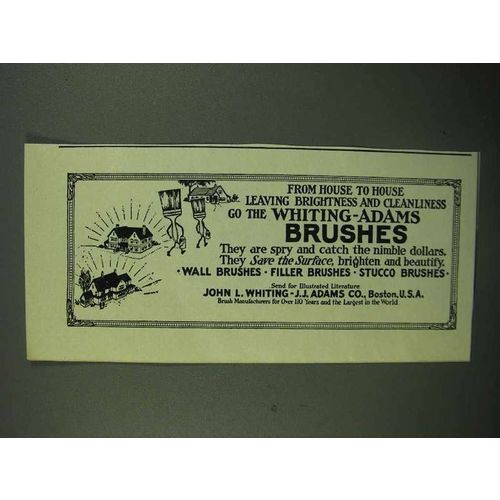 FROM HOUSE TO HOUSE
LEAVING BRIGHTNESS AND CLEANLINESS
GO THE WHITING-ADAMS
BRUSHES
They are spry and catch the nimble dollars.
They Save the Surface, brighten and beautify.
·WALL BRUSHES · FILLER BRUSHES · STUCCO BRUSHES·
Send for Illustrated Literature
JOHN L. WHITING-J.J. ADAMS CO., Boston, U.S.A.
Brush Manufacturers for Over 110 Years and the Largest in the World